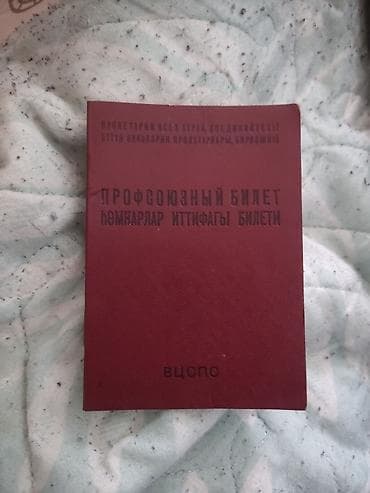 ПРОЛЕТАРИИ ВСЕХ СТРАН, СОЕДИНЯЙТЕСЬ!
БҮТҮН ӨЛКӘЛӘРИН ПРОЛЕТАРЛАРЫ, БИРЛӘШИН!
ПРОФСОЮЗНЫЙ БИЛЕТ
ҺӘМКАРЛАР ИТТИФАГЫ БИЛЕТИ
ВЦСПС